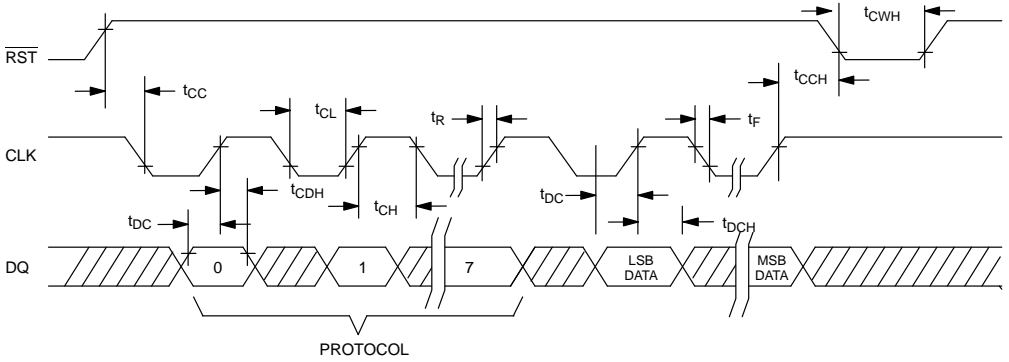 tCWH
RST
tCCH
tCC
tCL
tR
tF
CLK
tCDH
tCH
tDC
tDC
tDCH
DQ
0
1
7
LSB
DATA
MSB
DATA
PROTOCOL